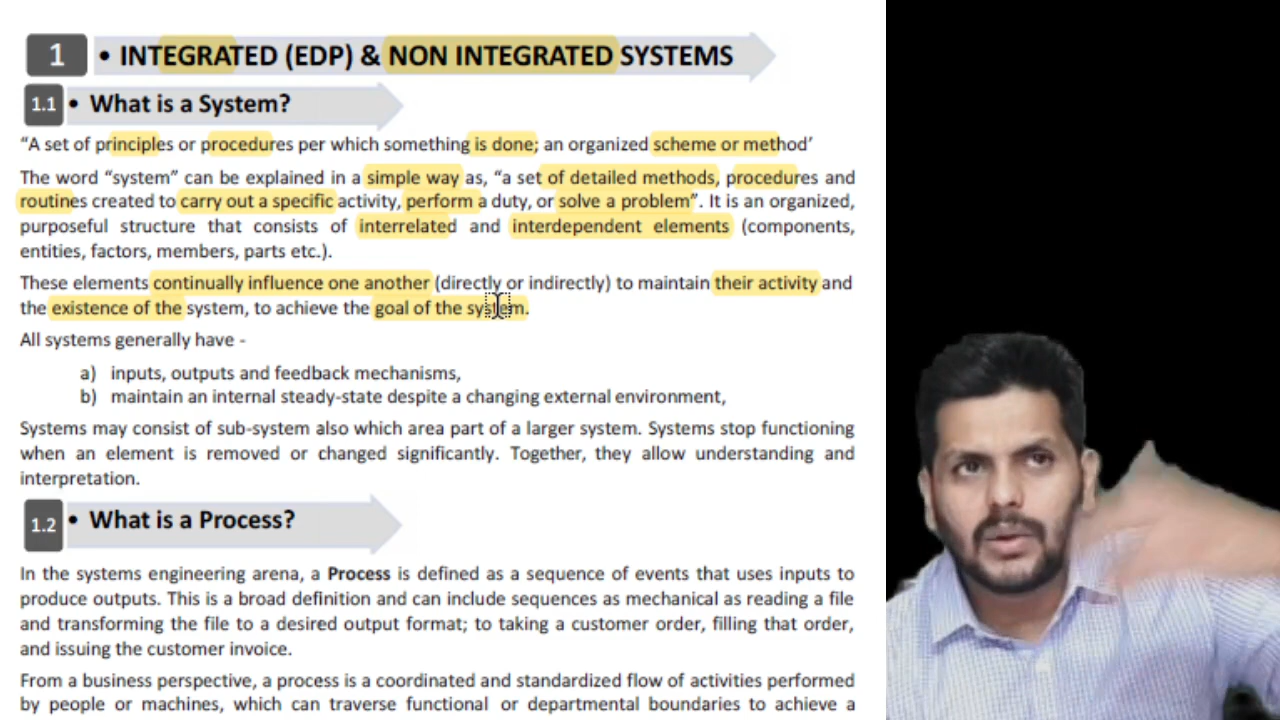 1 • INTEGRATED (EDP) & NON INTEGRATED SYSTEMS
1.1 • What is a System?
“A set of principles or procedures per which something is done; an organized scheme or method’
The word “system” can be explained in a simple way as, “a set of detailed methods, procedures and
routines created to carry out a specific activity, perform a duty, or solve a problem”. It is an organized,
purposeful structure that consists of interrelated and interdependent elements (components,
entities, factors, members, parts etc.).
These elements continually influence one another (directly or indirectly) to maintain their activity and
the existence of the system, to achieve the goal of the system.
All systems generally have -
a) inputs, outputs and feedback mechanisms,
b) maintain an internal steady-state despite a changing external environment,
Systems may consist of sub-system also which area part of a larger system. Systems stop functioning
when an element is removed or changed significantly. Together, they allow understanding and
interpretation.
1.2 • What is a Process?
In the systems engineering arena, a Process is defined as a sequence of events that uses inputs to
produce outputs. This is a broad definition and can include sequences as mechanical as reading a file
and transforming the file to a desired output format; to taking a customer order, filling that order,
and issuing the customer invoice.
From a business perspective, a process is a coordinated and standardized flow of activities performed
by people or machines, which can traverse functional or departmental boundaries to achieve a